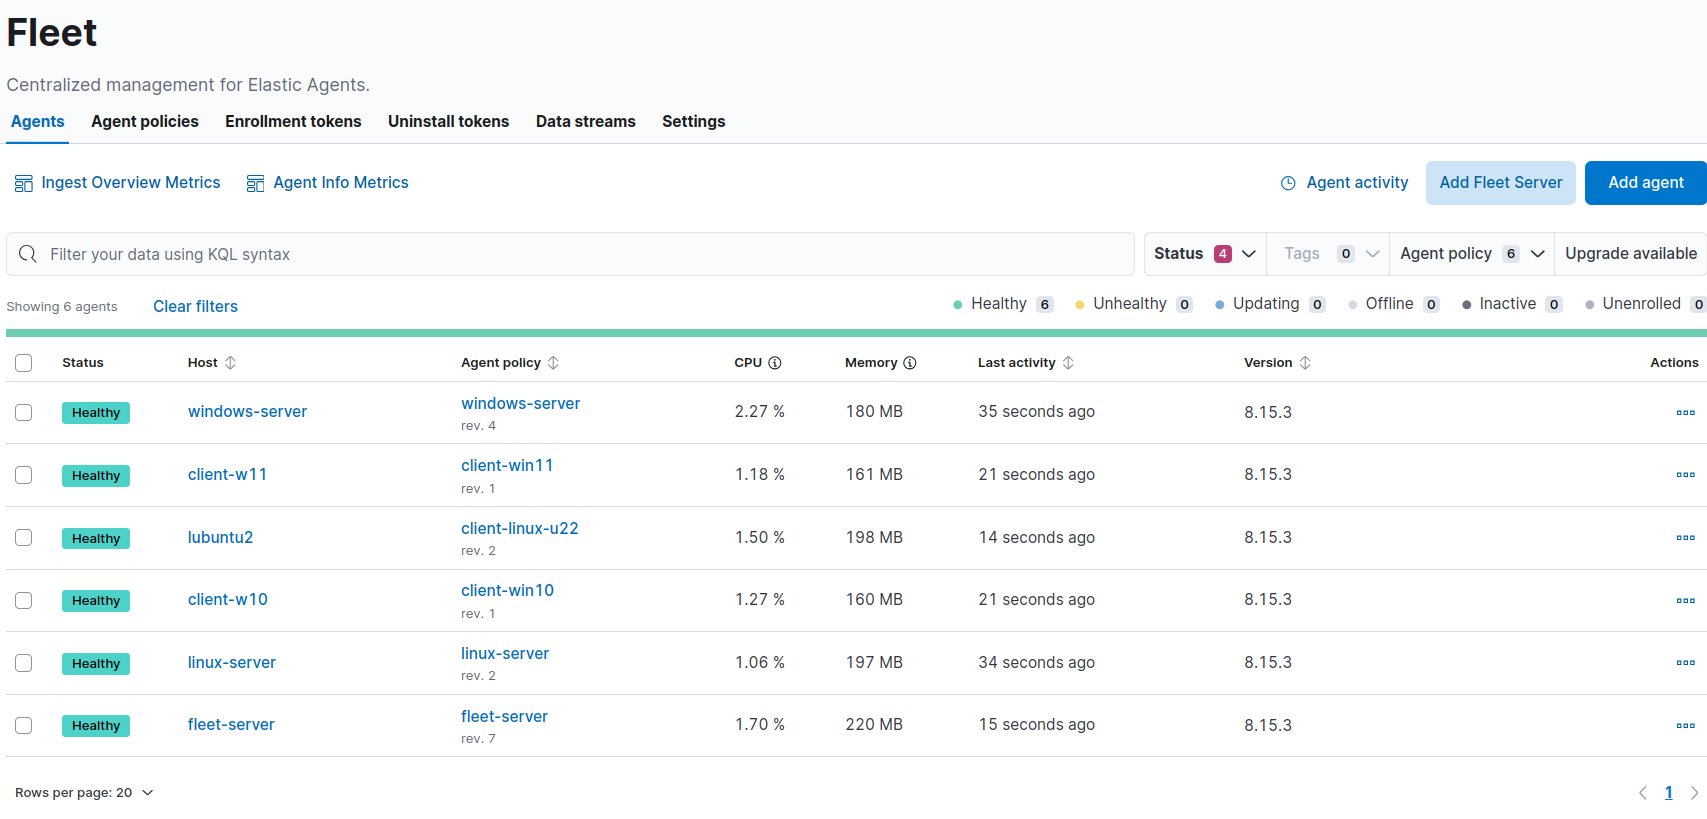 Fleet
Centralized management for Elastic Agents.
Agents Agent policies Enrollment tokens Uninstall tokens Data streams Settings
Ingest Overview Metrics Agent Info Metrics Agent activity Add Fleet Server Add agent
Filter your data using KQL syntax Status 4 Tags 0 Agent policy 6 Upgrade available
Showing 6 agents Clear filters Healthy 6 Unhealthy 0 Updating 0 Offline 0 Inactive 0 Unenrolled 0
Status Host Agent policy CPU Memory Last activity Version Actions
Healthy windows-server windows-server 2.27 % 180 MB 35 seconds ago 8.15.3
rev. 4
Healthy client-w11 client-win11 1.18 % 161 MB 21 seconds ago 8.15.3
rev. 1
Healthy lubuntu2 client-linux-u22 1.50 % 198 MB 14 seconds ago 8.15.3
rev. 2
Healthy client-w10 client-win10 1.27 % 160 MB 21 seconds ago 8.15.3
rev. 1
Healthy linux-server linux-server 1.06 % 197 MB 34 seconds ago 8.15.3
rev. 2
Healthy fleet-server fleet-server 1.70 % 220 MB 15 seconds ago 8.15.3
rev. 7
Rows per page: 20 1